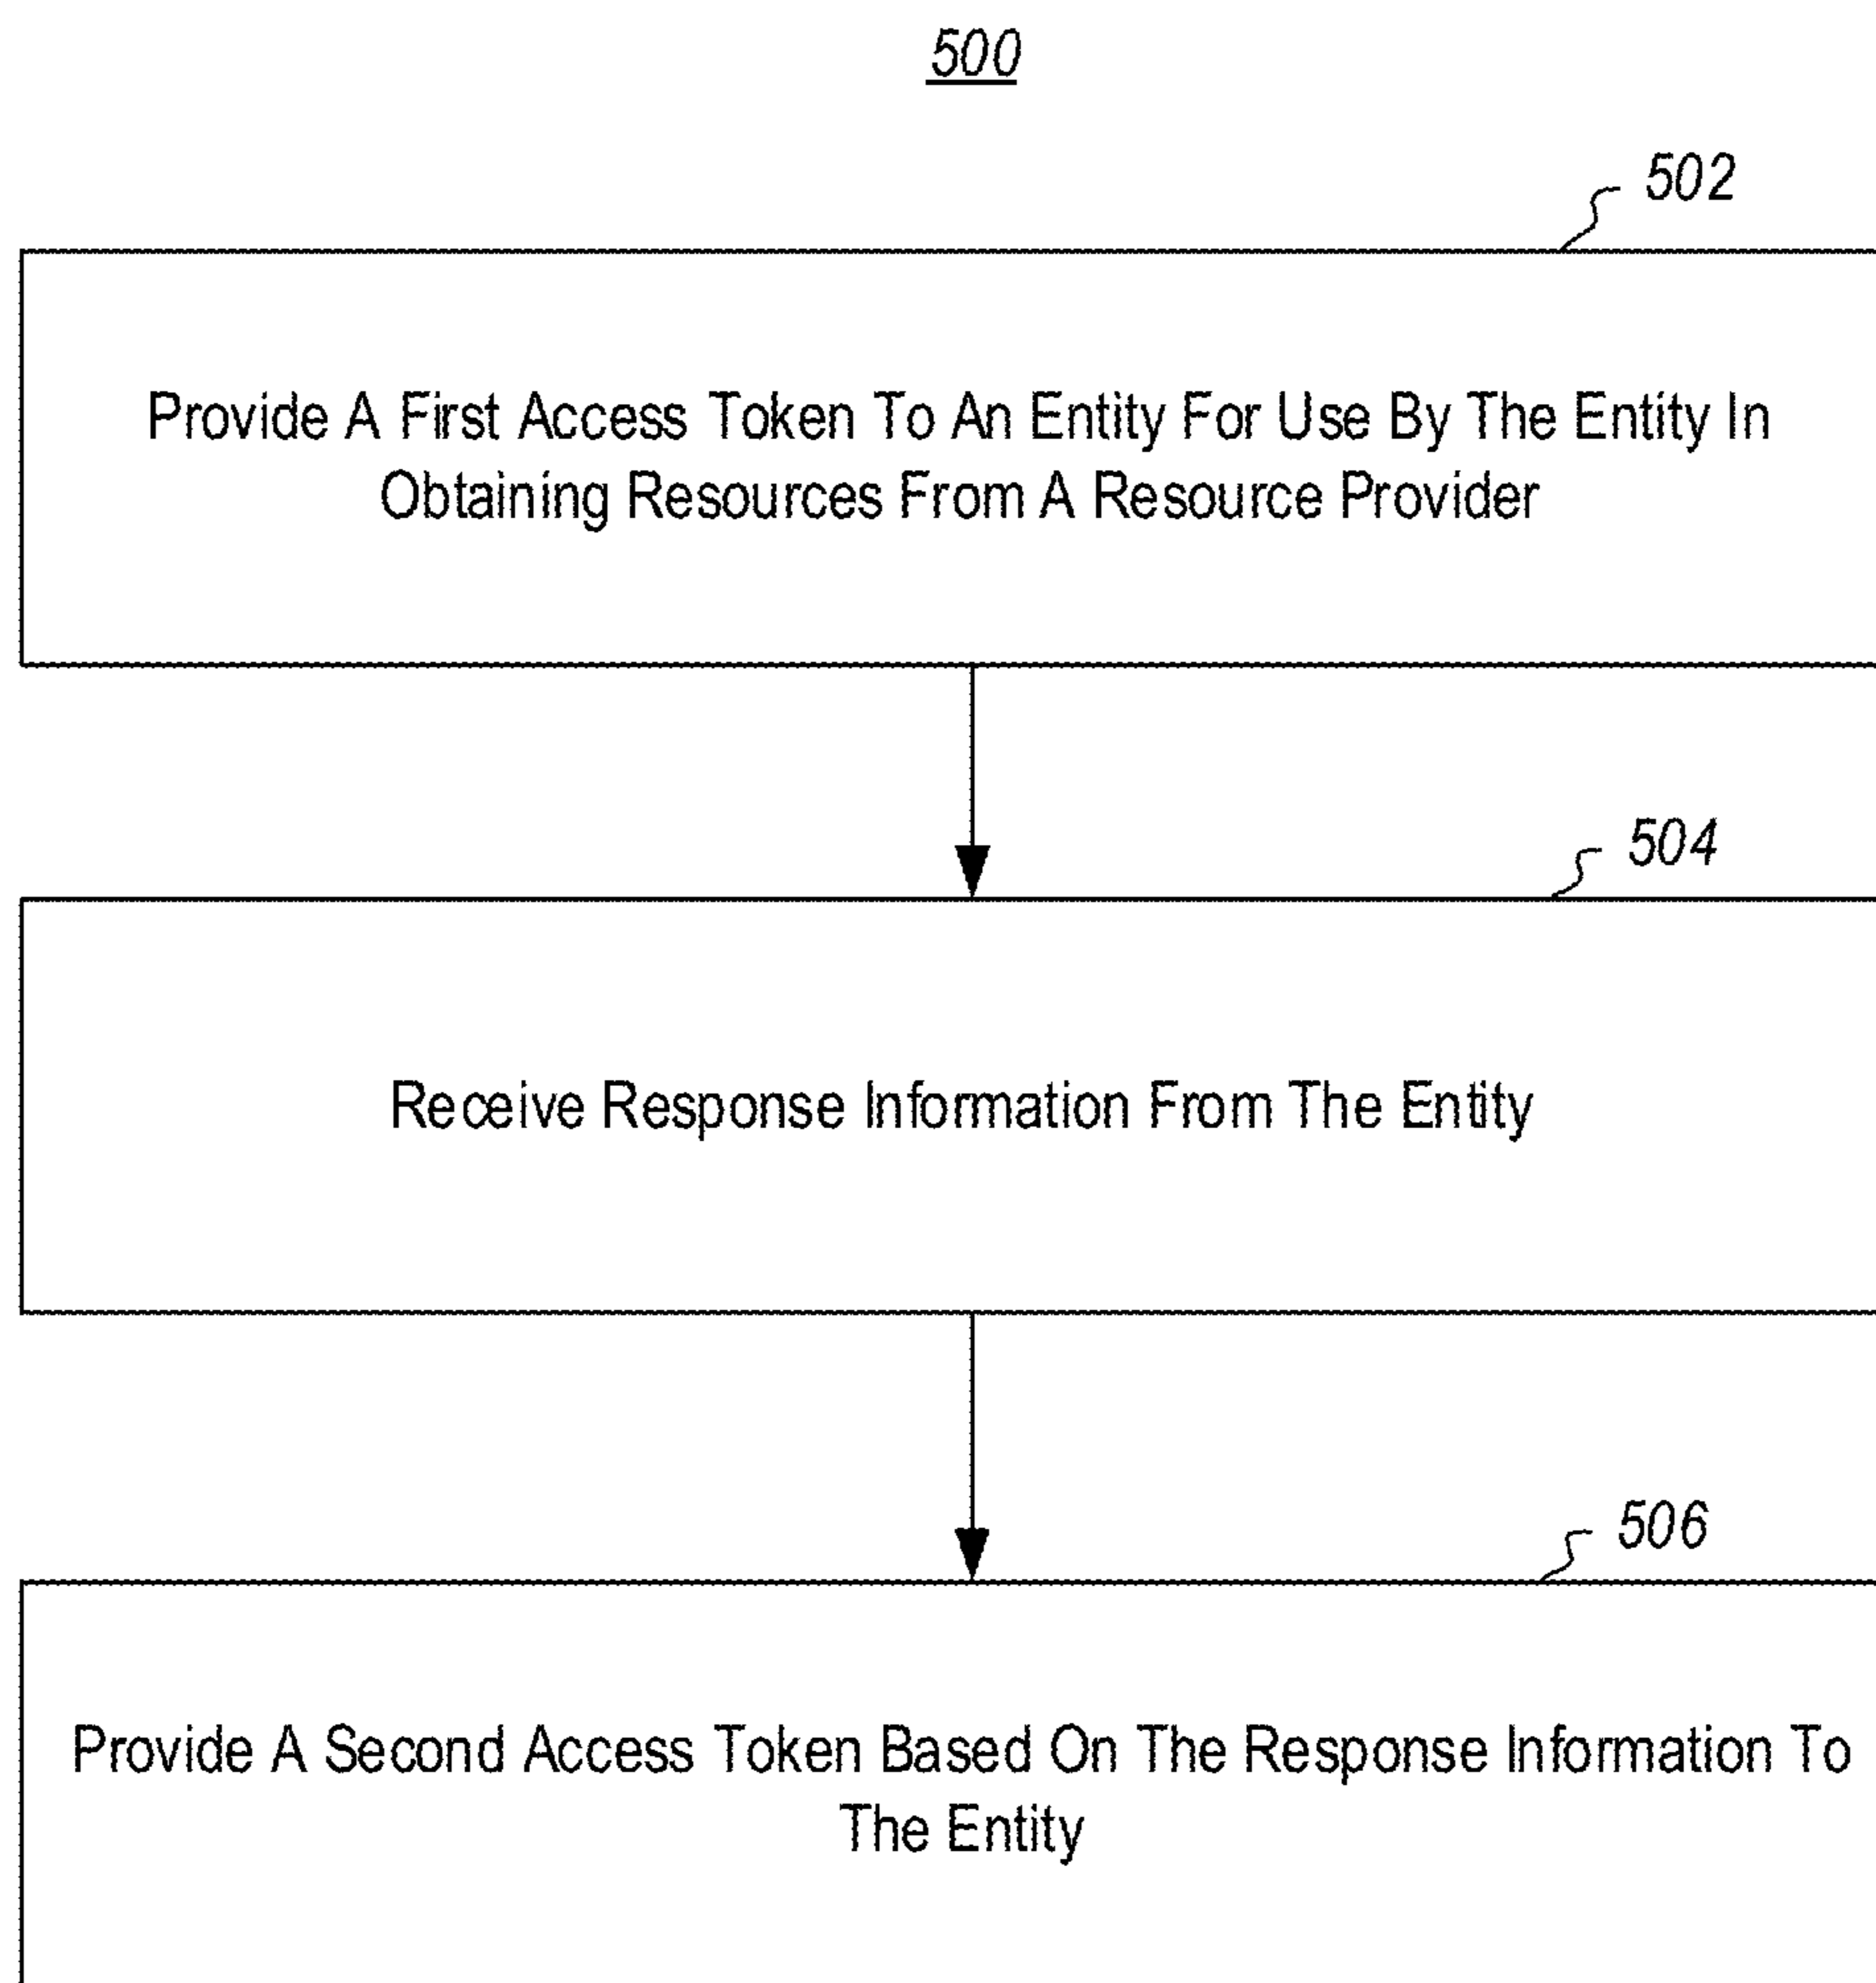 500
502
Provide A First Access Token To An Entity For Use By The Entity In
Obtaining Resources From A Resource Provider
504
Receive Response Information From The Entity
506
Provide A Second Access Token Based On The Response Information To
The Entity